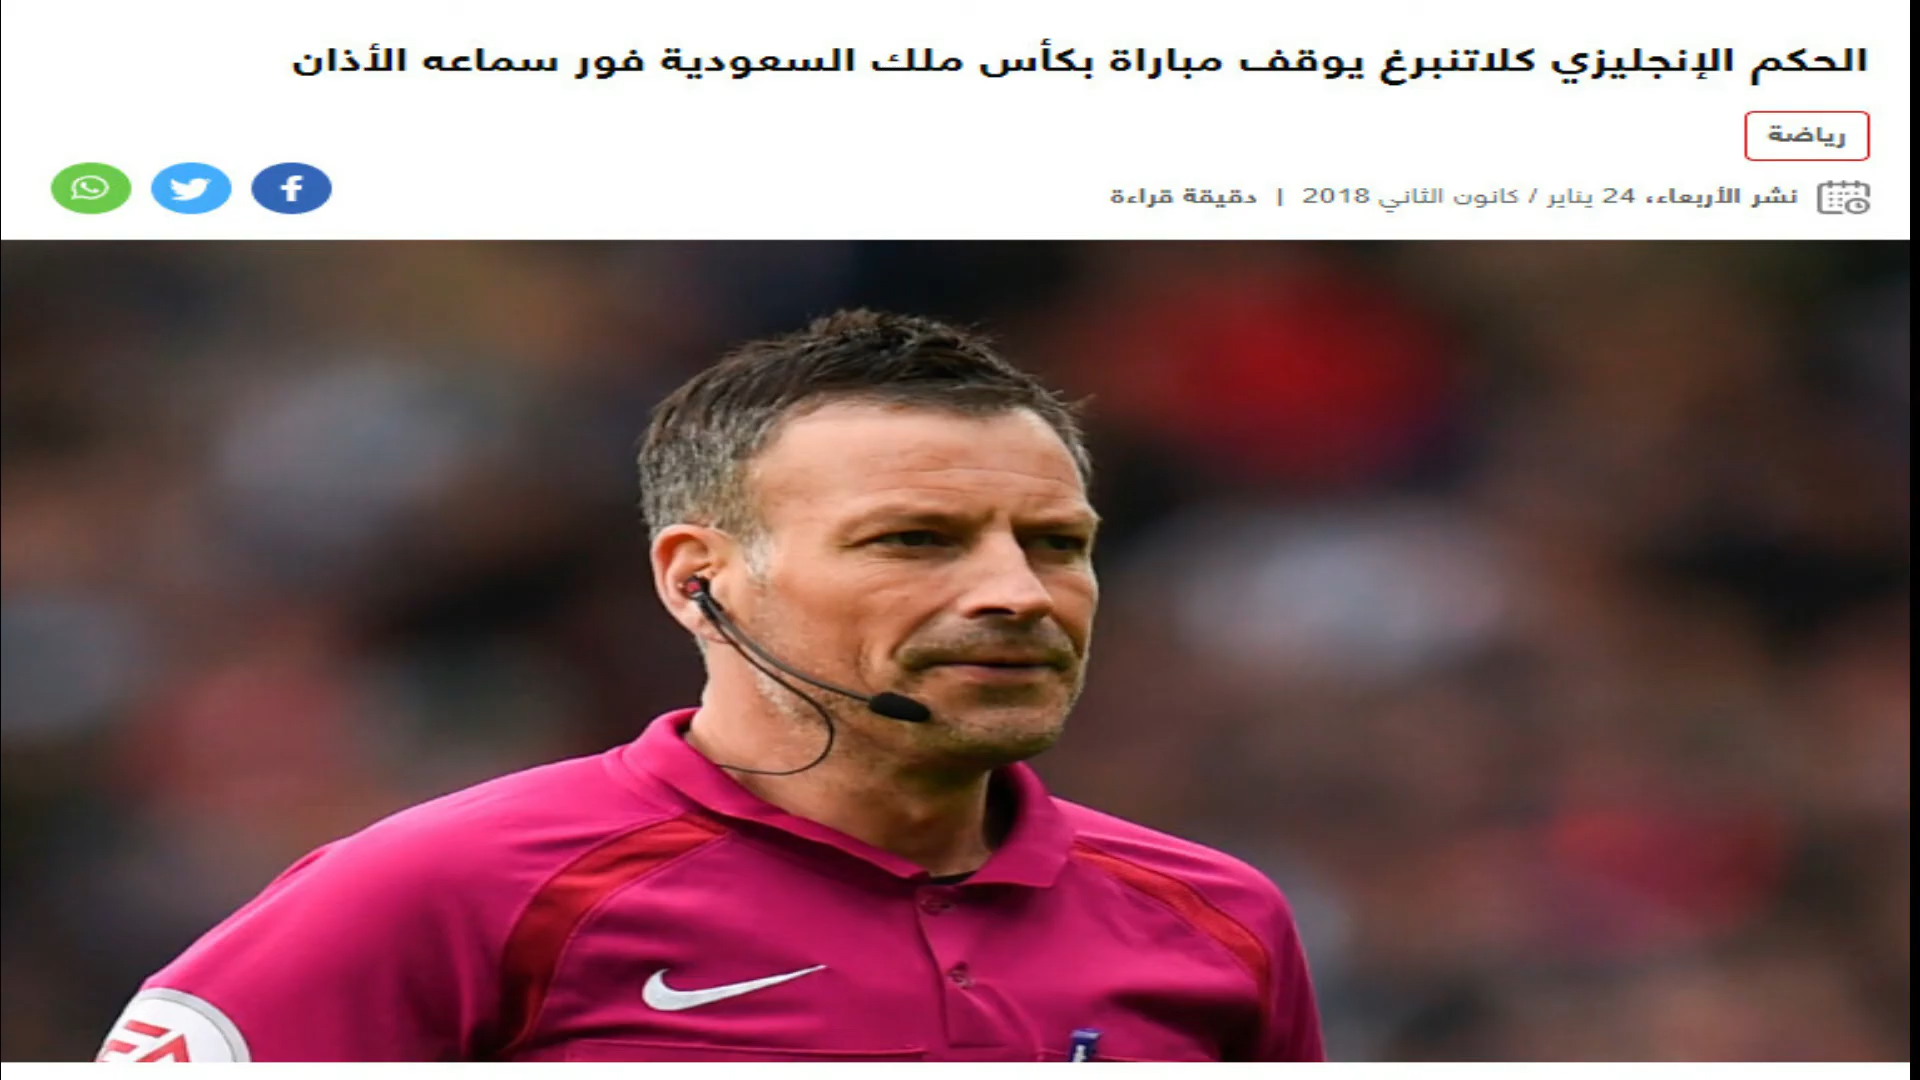 الحكم الإنجليزي كلاتنبرغ يوقف مباراة بكأس ملك السعودية فور سماعه الأذان
رياضة
نشر الأربعاء، 24 يناير / كانون الثاني 2018 | دقيقة قراءة
EA